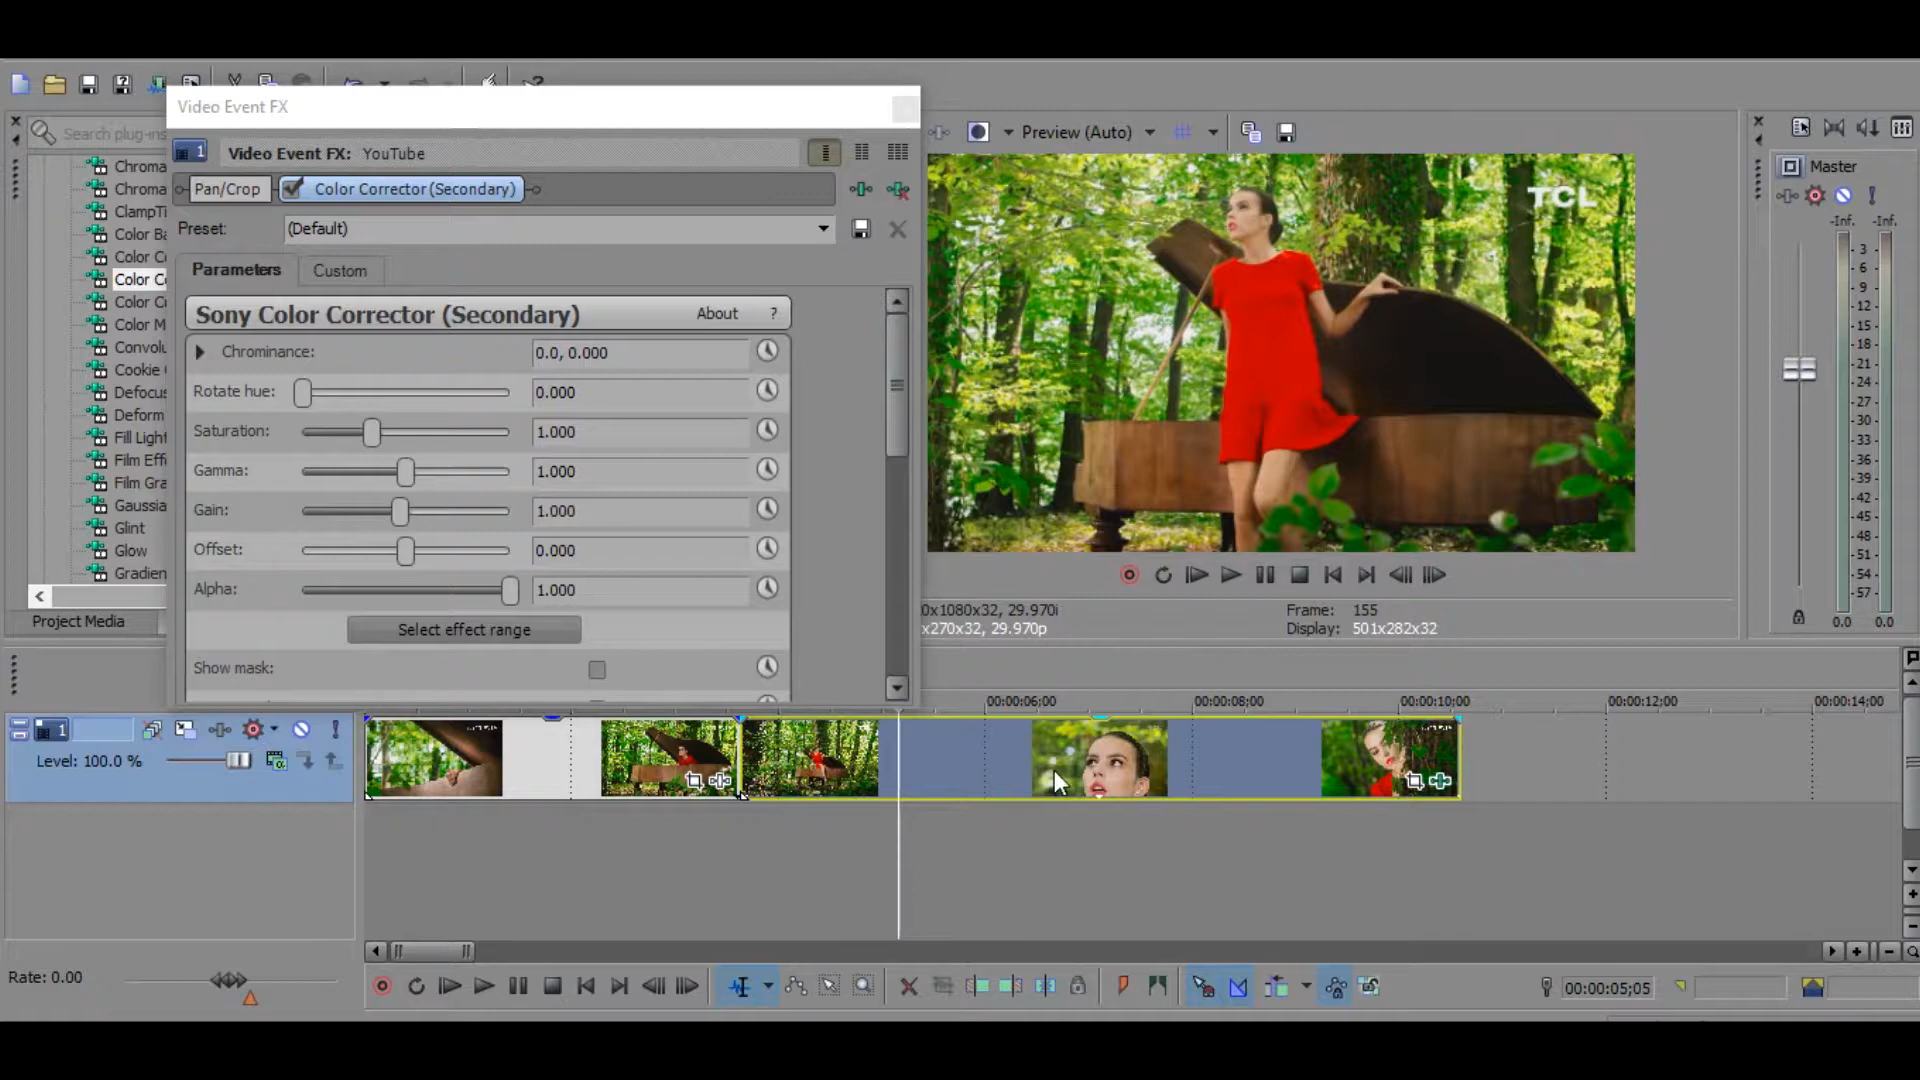 Video Event FX
Search plug-ins
1
Video Event FX: YouTube
Pan/Crop
Color Corrector (Secondary)
Preset:
(Default)
Parameters
Custom
Sony Color Corrector (Secondary)
About
?
Chrominance:
0.0, 0.000
Rotate hue:
0.000
Saturation:
1.000
Gamma:
1.000
Gain:
1.000
Offset:
0.000
Alpha:
1.000
Select effect range
Show mask:
Chroma
Chroma
ClampTi
Color Ba
Color Co
Color Co
Color Cu
Color M
Convolu
Cookie
Defocus
Deform
Fill Light
Film Effe
Film Gra
Gaussia
Glint
Glow
Gradien
Project Media
Preview (Auto)
TCL
0x1080x32, 29.970i
x270x32, 29.970p
Frame: 155
Display: 501x282x32
Master
-Inf. -Inf.
- 3
- 6
- 9
- 12
- 15
- 18
- 21
- 24
- 27
- 30
- 33
- 36
- 39
- 42
- 45
- 48
- 51
- 54
- 57
0.0 0.0
00:00:06;00
00:00:08;00
00:00:10;00
00:00:12;00
00:00:14;00
1
Level: 100.0 %
Rate: 0.00
00:00:05;05